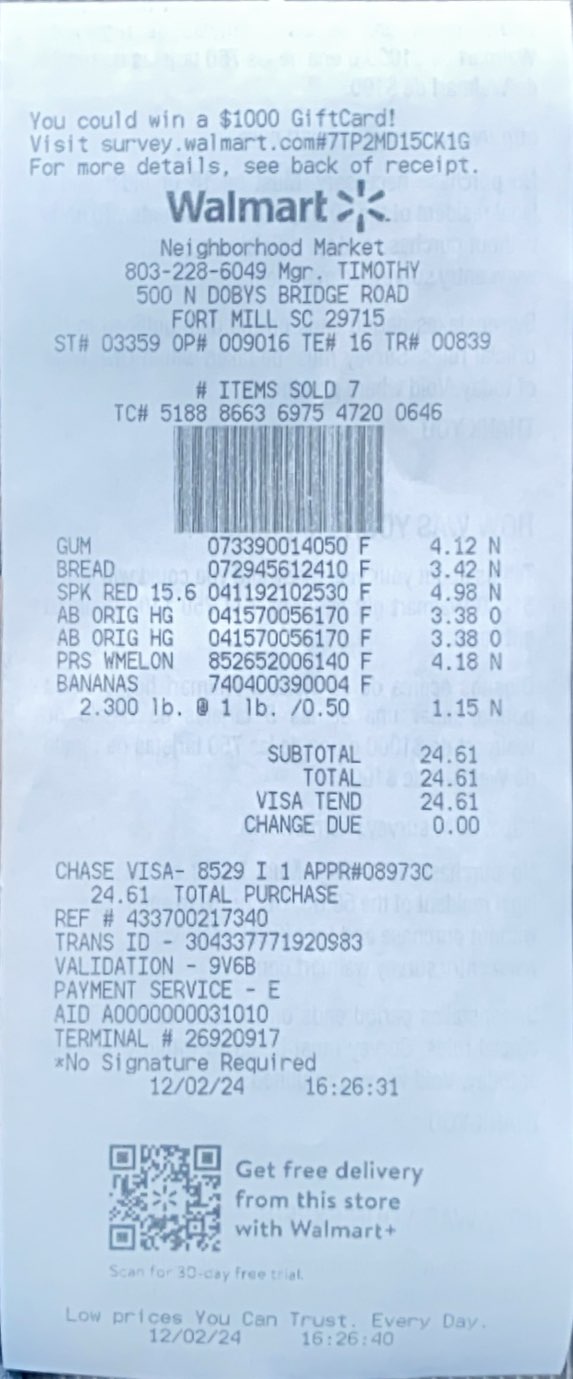 You could win a $1000 GiftCard!
Visit survey.walmart.com#7TP2MD15CK1G
For more details, see back of receipt.
Walmart
Neighborhood Market
803-228-6049 Mgr. TIMOTHY
500 N DOBYS BRIDGE ROAD
FORT MILL SC 29715
ST# 03359 OP# 009016 TE# 16 TR# 00839
# ITEMS SOLD 7
TC# 5188 8663 6975 4720 0646
GUM 073390014050 F 4.12 N
BREAD 072945612410 F 3.42 N
SPK RED 15.6 041192102530 F 4.98 N
AB ORIG HG 041570056170 F 3.38 O
AB ORIG HG 041570056170 F 3.38 O
PRS WMELON 852652006140 F 4.18 N
BANANAS 740400390004 F
2.300 lb. @ 1 lb. /0.50 1.15 N
SUBTOTAL 24.61
TOTAL 24.61
VISA TEND 24.61
CHANGE DUE 0.00
CHASE VISA- 8529 I 1 APPR#08973C
24.61 TOTAL PURCHASE
REF # 433700217340
TRANS ID - 304337771920983
VALIDATION - 9V6B
PAYMENT SERVICE - E
AID A0000000031010
TERMINAL # 26920917
*No Signature Required
12/02/24 16:26:31
Get free delivery
from this store
with Walmart+
Scan for 30-day free trial.
Low prices You Can Trust. Every Day.
12/02/24 16:26:40